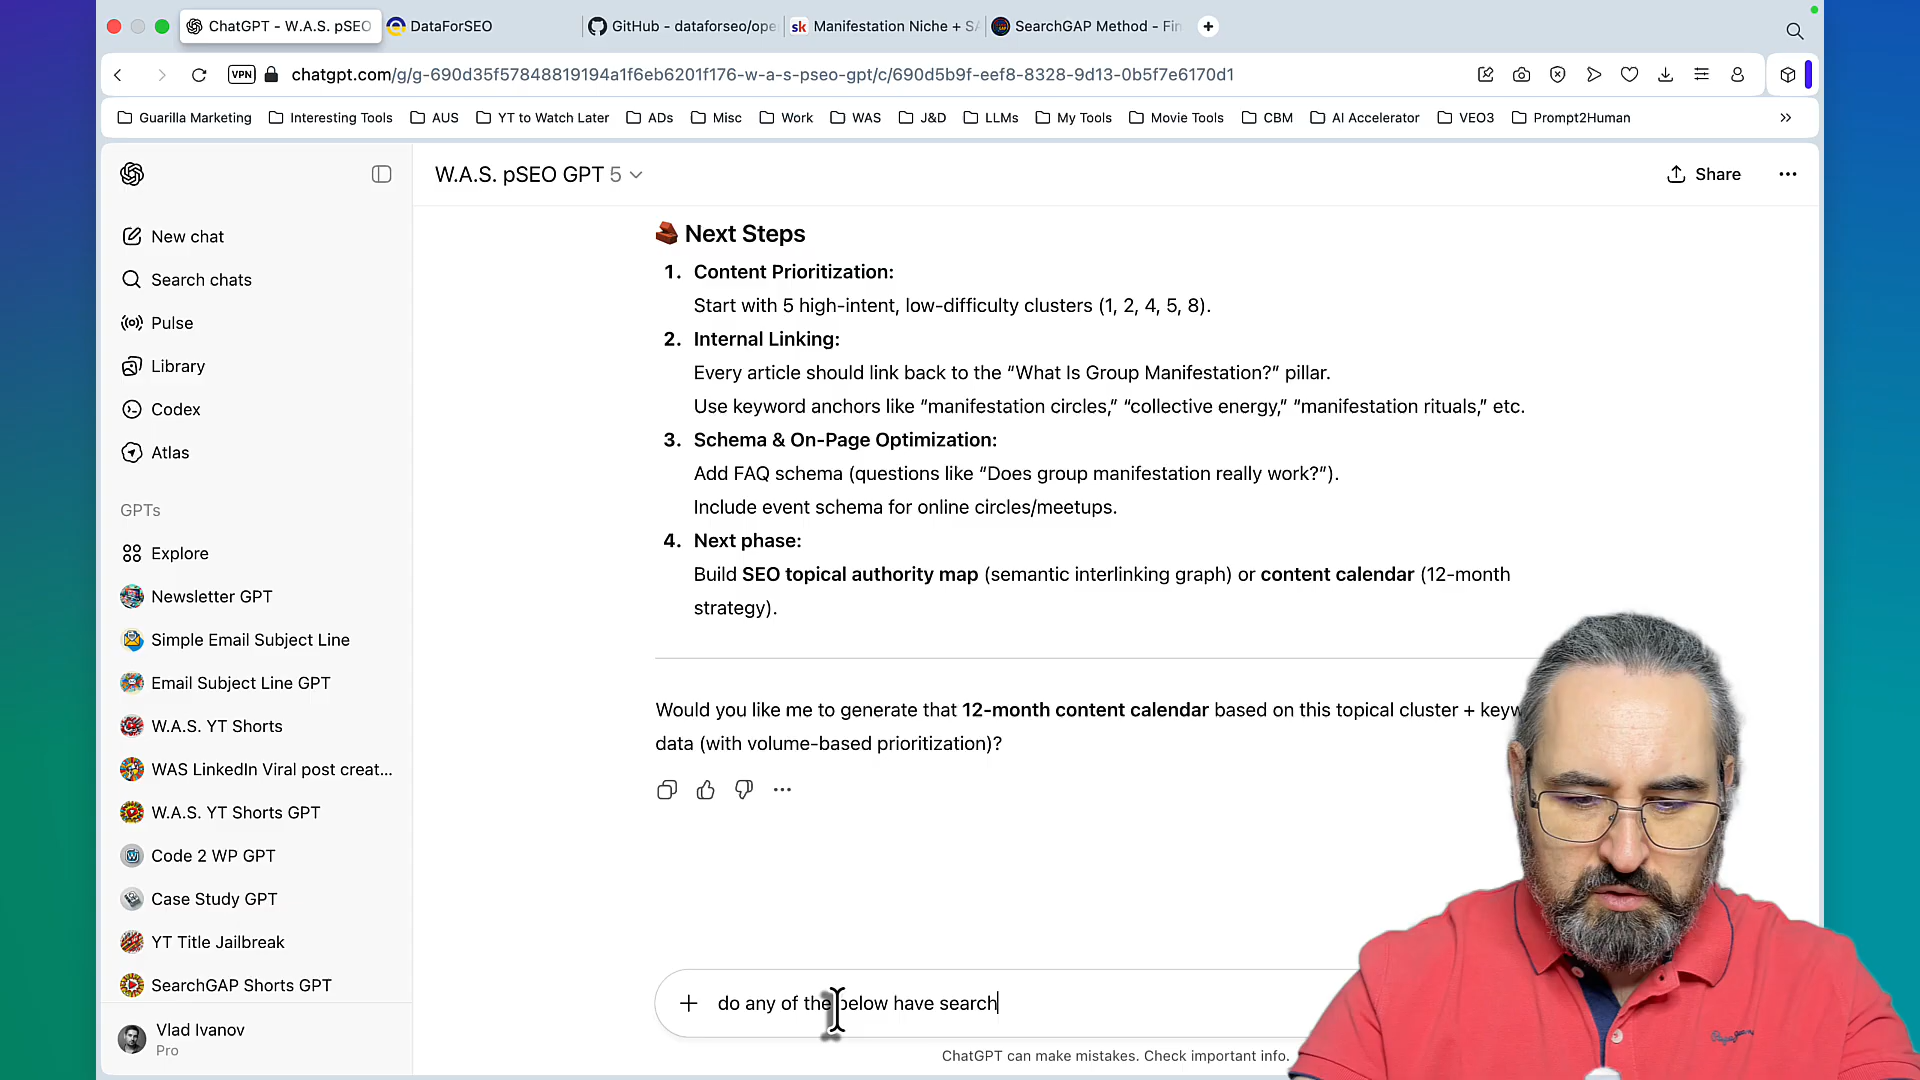 ChatGPT - W.A.S. pSEO
DataForSEO
GitHub - dataforseo/ope
sk Manifestation Niche + S
SearchGAP Method - Fin
VPN
chatgpt.com/g/g-690d35f57848819194a1f6eb6201f176-w-a-s-pseo-gpt/c/690d5b9f-eef8-8328-9d13-0b5f7e6170d1
Guarilla Marketing
Interesting Tools
AUS
YT to Watch Later
ADs
Misc
Work
WAS
J&D
LLMs
My Tools
Movie Tools
CBM
AI Accelerator
VEO3
Prompt2Human
W.A.S. pSEO GPT 5
Share
New chat
Search chats
Pulse
Library
Codex
Atlas
GPTs
Explore
Newsletter GPT
Simple Email Subject Line
Email Subject Line GPT
W.A.S. YT Shorts
WAS LinkedIn Viral post creat...
W.A.S. YT Shorts GPT
Code 2 WP GPT
Case Study GPT
YT Title Jailbreak
SearchGAP Shorts GPT
Vlad Ivanov
Pro
Next Steps
1. Content Prioritization:
Start with 5 high-intent, low-difficulty clusters (1, 2, 4, 5, 8).
2. Internal Linking:
Every article should link back to the “What Is Group Manifestation?” pillar.
Use keyword anchors like “manifestation circles,” “collective energy,” “manifestation rituals,” etc.
3. Schema & On-Page Optimization:
Add FAQ schema (questions like “Does group manifestation really work?”).
Include event schema for online circles/meetups.
4. Next phase:
Build SEO topical authority map (semantic interlinking graph) or content calendar (12-month
strategy).
Would you like me to generate that 12-month content calendar based on this topical cluster + keyw
data (with volume-based prioritization)?
do any of the below have search
ChatGPT can make mistakes. Check important info.